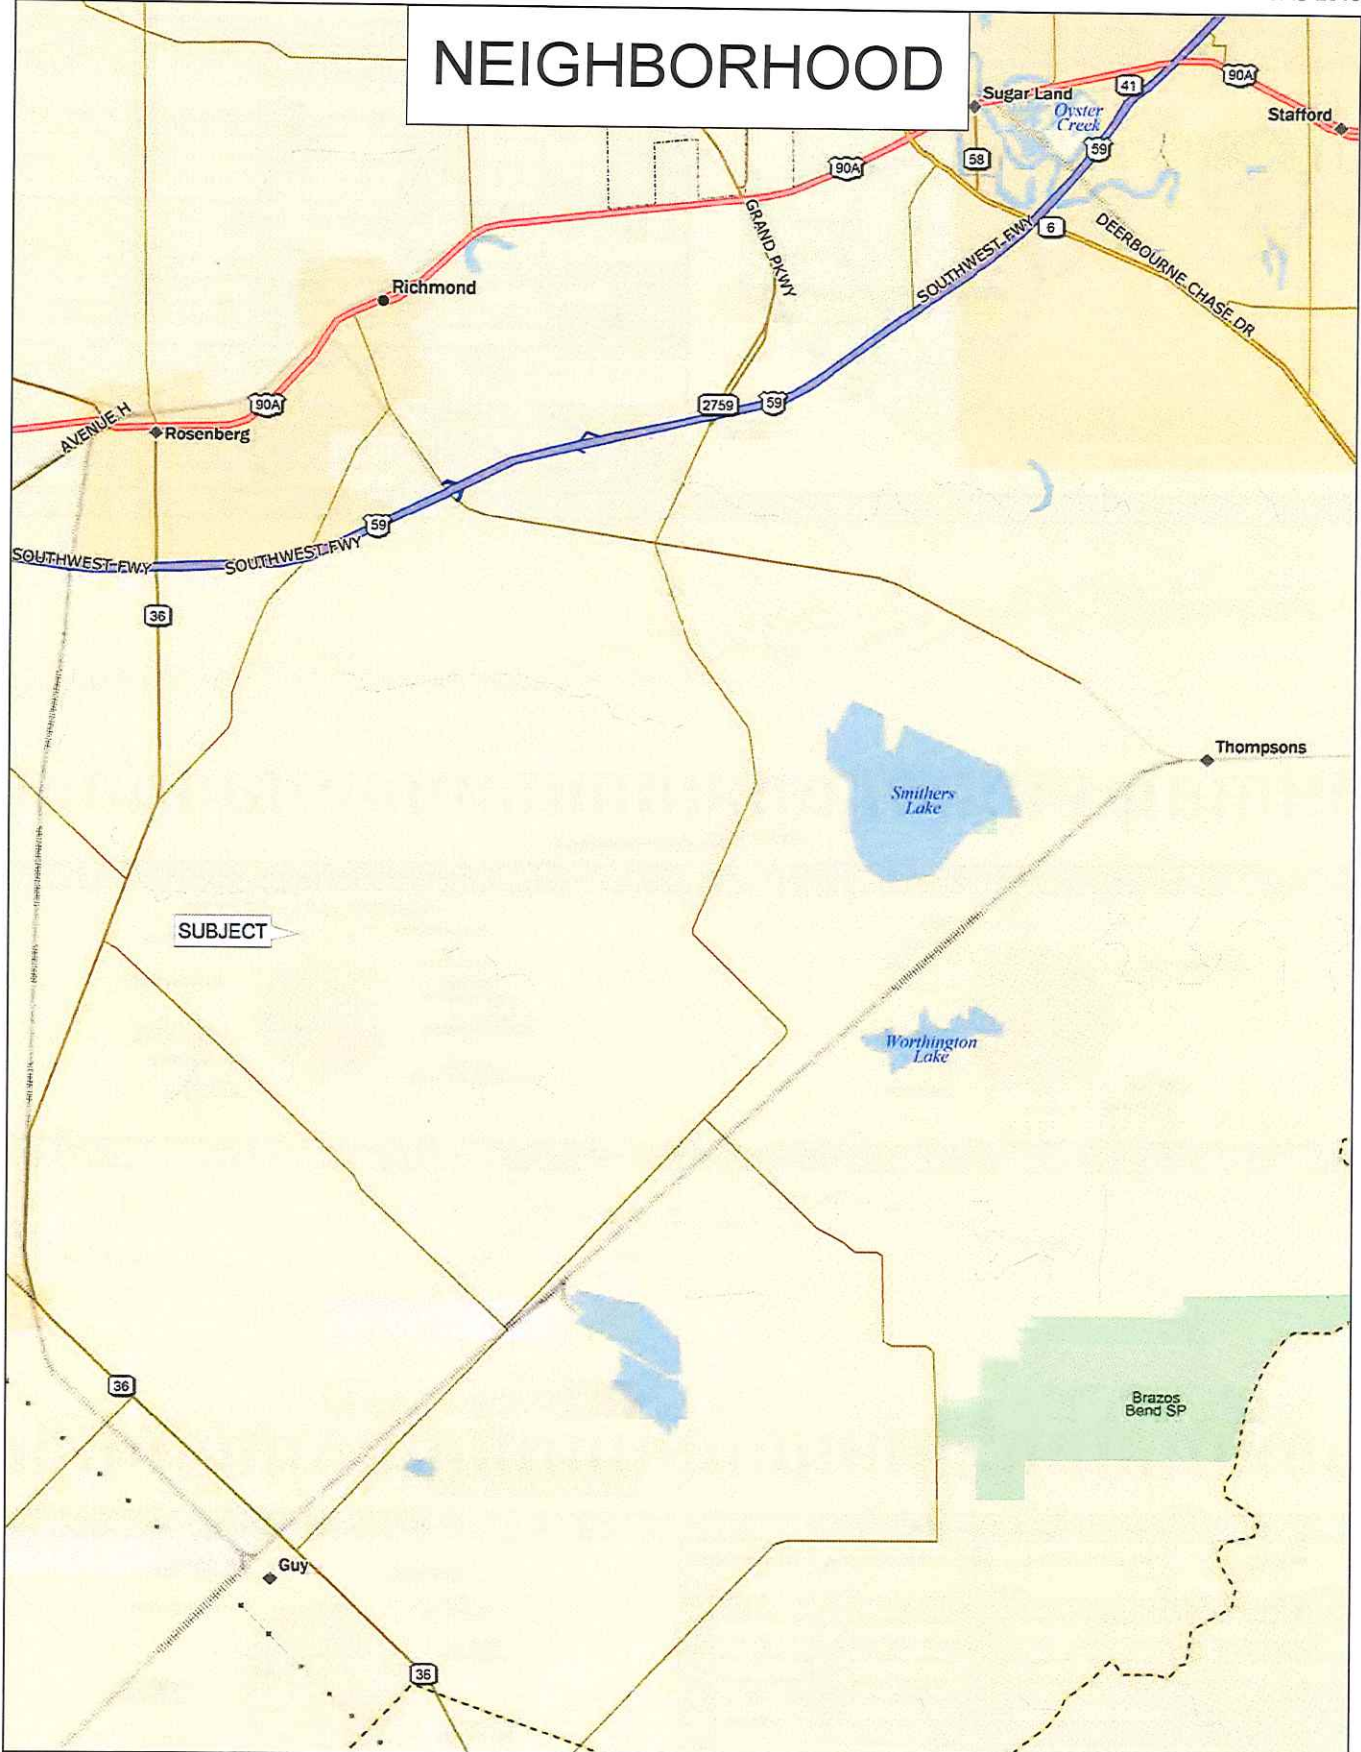 NEIGHBORHOOD
Sugar Land
41
90A
Oyster
Creek
Stafford
58
59
90A
GRAND PKWY
6
DEERBOURNE CHASE DR
SOUTHWEST FWY
Richmond
90A
2759
59
AVENUE H
Rosenberg
59
SOUTHWEST FWY
SOUTHWEST FWY
36
Thompsons
Smithers
Lake
SUBJECT
Worthington
Lake
36
Brazos
Bend SP
Guy
36